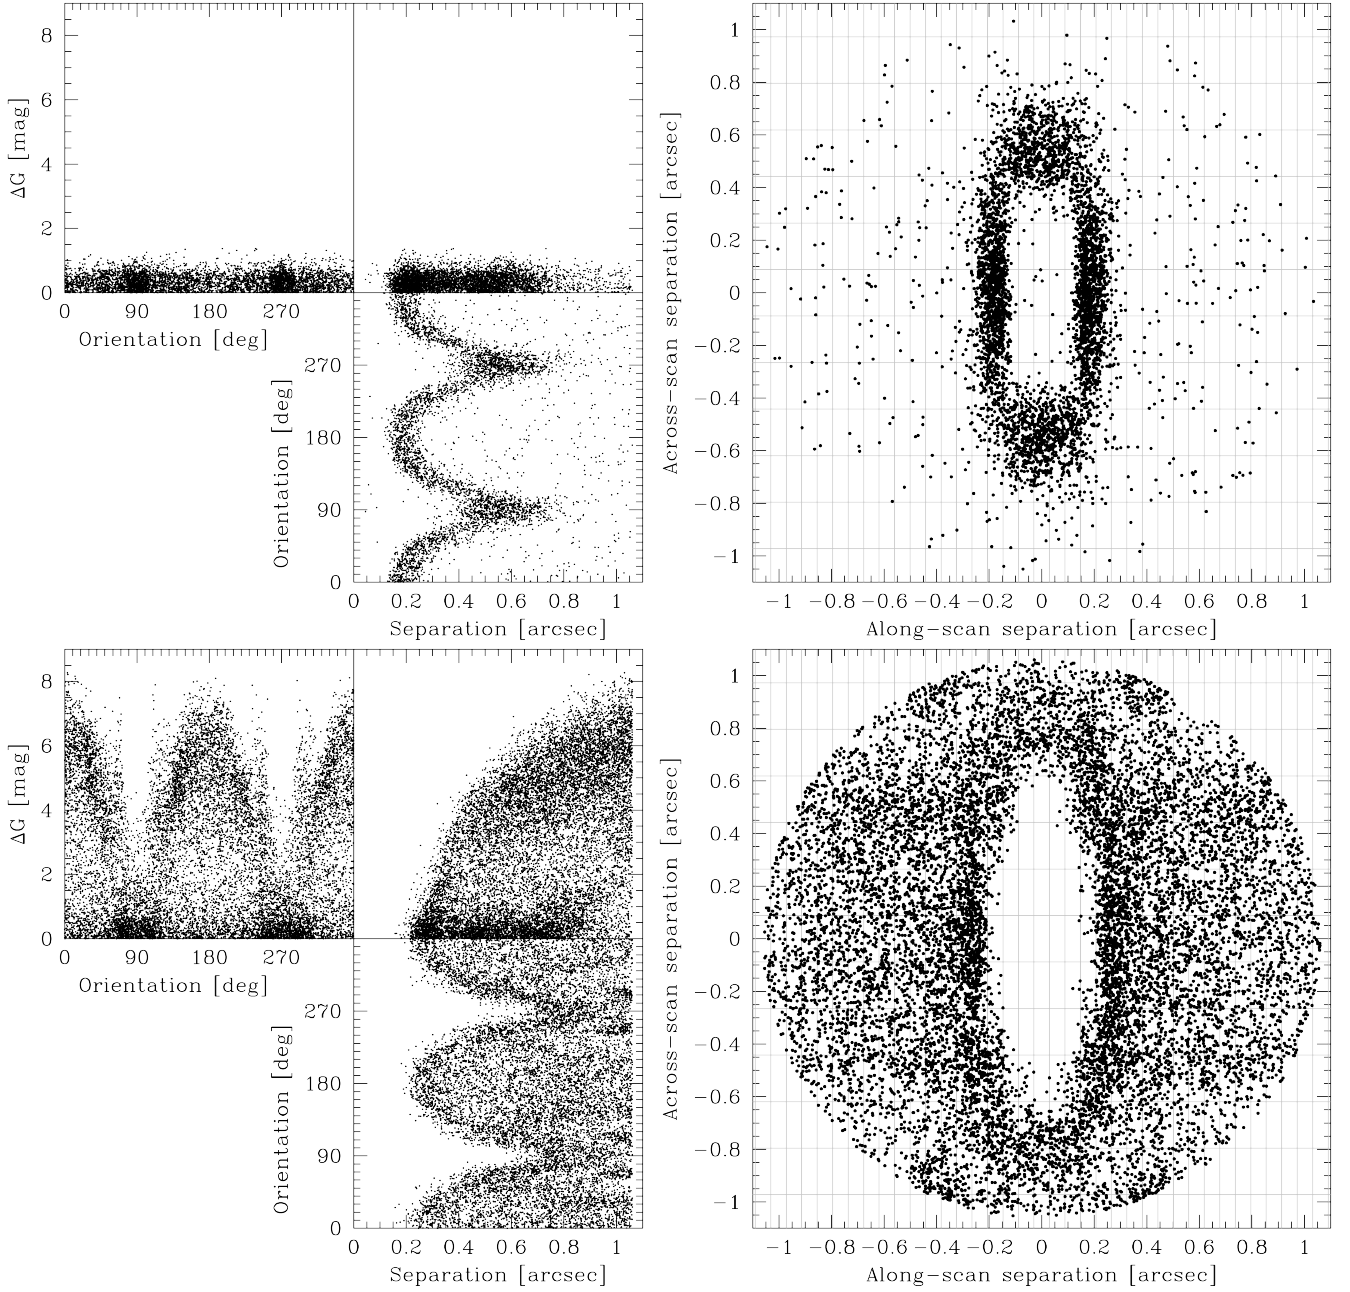 8
6
4
2
0
ΔG [mag]
0 90 180 270
Orientation [deg]
270
180
90
0
Orientation [deg]
0 0.2 0.4 0.6 0.8 1
Separation [arcsec]
1
0.8
0.6
0.4
0.2
0
−0.2
−0.4
−0.6
−0.8
−1
Across−scan separation [arcsec]
−1 −0.8 −0.6 −0.4 −0.2 0 0.2 0.4 0.6 0.8 1
Along−scan separation [arcsec]
8
6
4
2
0
ΔG [mag]
0 90 180 270
Orientation [deg]
270
180
90
0
Orientation [deg]
0 0.2 0.4 0.6 0.8 1
Separation [arcsec]
1
0.8
0.6
0.4
0.2
0
−0.2
−0.4
−0.6
−0.8
−1
Across−scan separation [arcsec]
−1 −0.8 −0.6 −0.4 −0.2 0 0.2 0.4 0.6 0.8 1
Along−scan separation [arcsec]